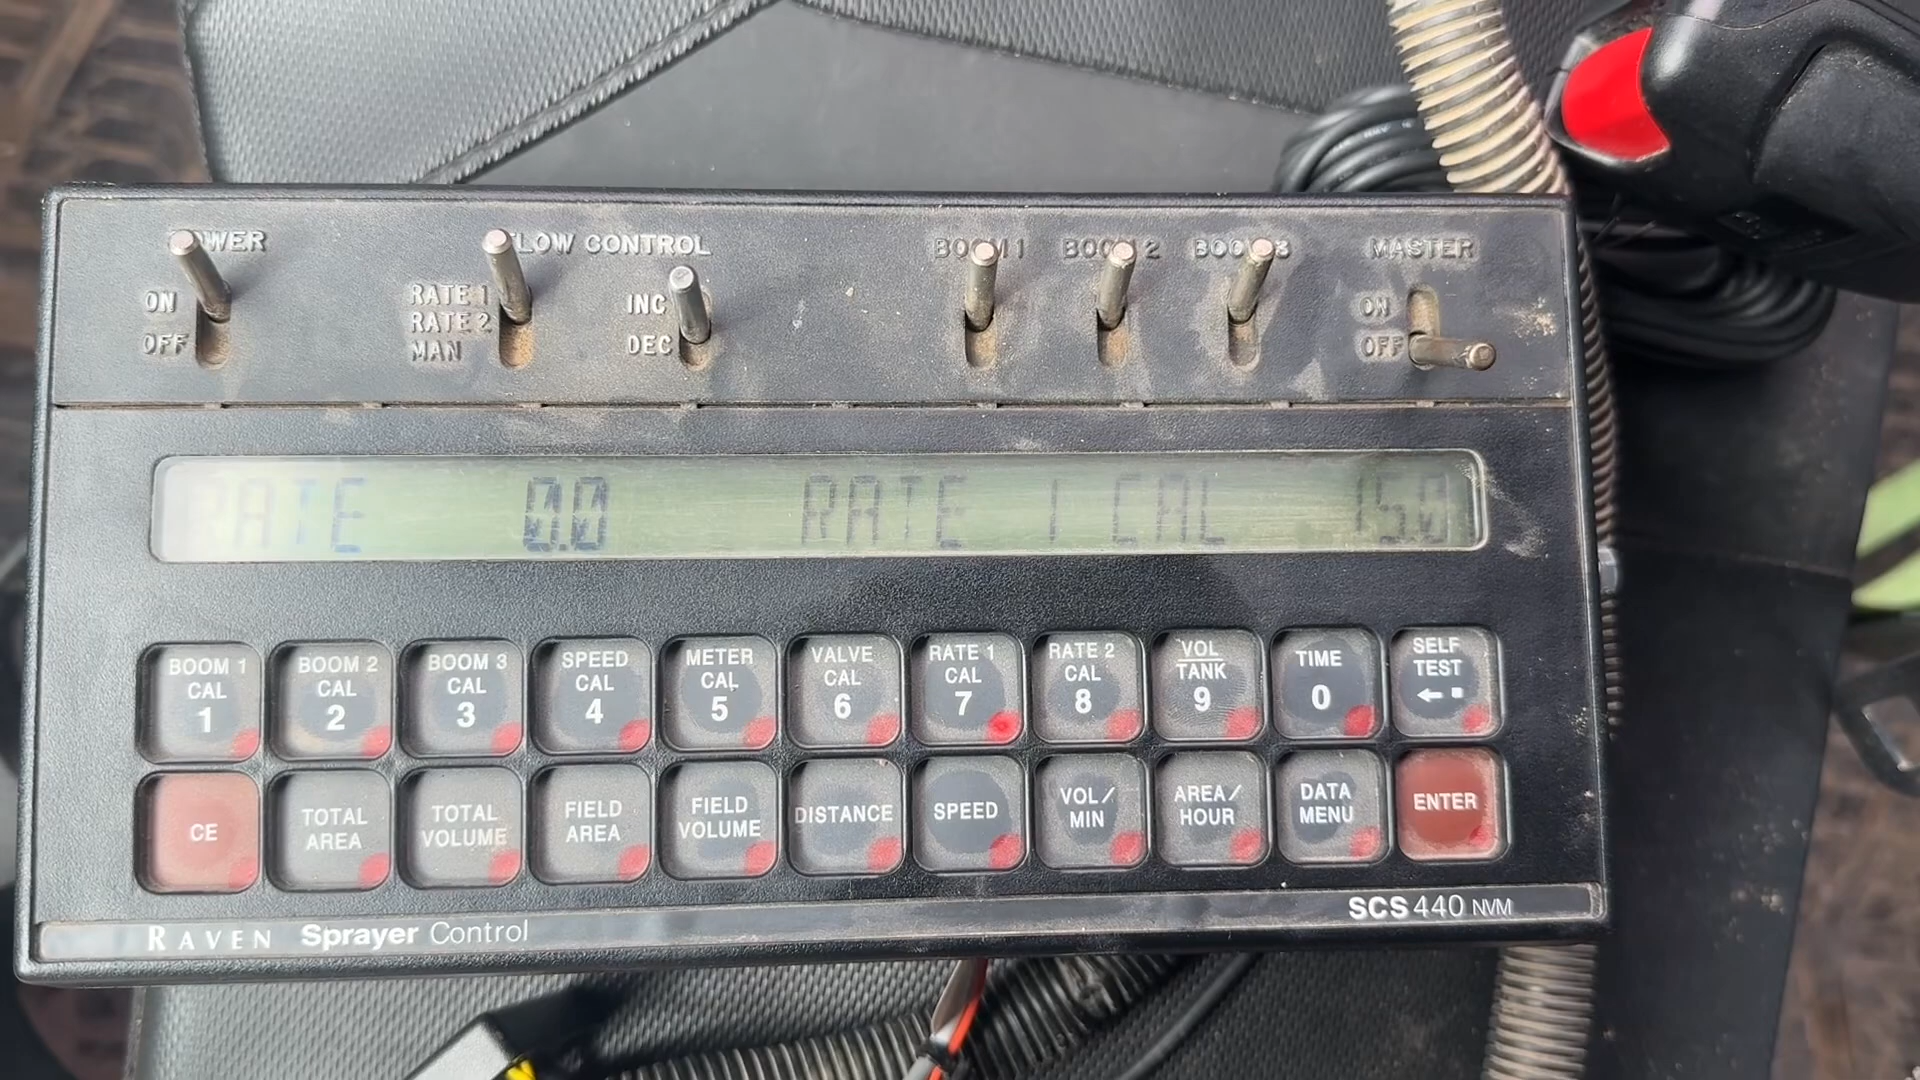 POWER FLOW CONTROL BOOM 1 BOOM 2 BOOM 3 MASTER
ON RATE 1 INC ON
OFF RATE 2 DEC OFF
MAN
RATE 0.0 RATE 1 CAL 15.0
BOOM 1 CAL 1
BOOM 2 CAL 2
BOOM 3 CAL 3
SPEED CAL 4
METER CAL 5
VALVE CAL 6
RATE 1 CAL 7
RATE 2 CAL 8
VOL TANK 9
TIME 0
SELF TEST ←
CE
TOTAL AREA
TOTAL VOLUME
FIELD AREA
FIELD VOLUME
DISTANCE
SPEED
VOL/ MIN
AREA/ HOUR
DATA MENU
ENTER
RAVEN Sprayer Control SCS 440 NVM